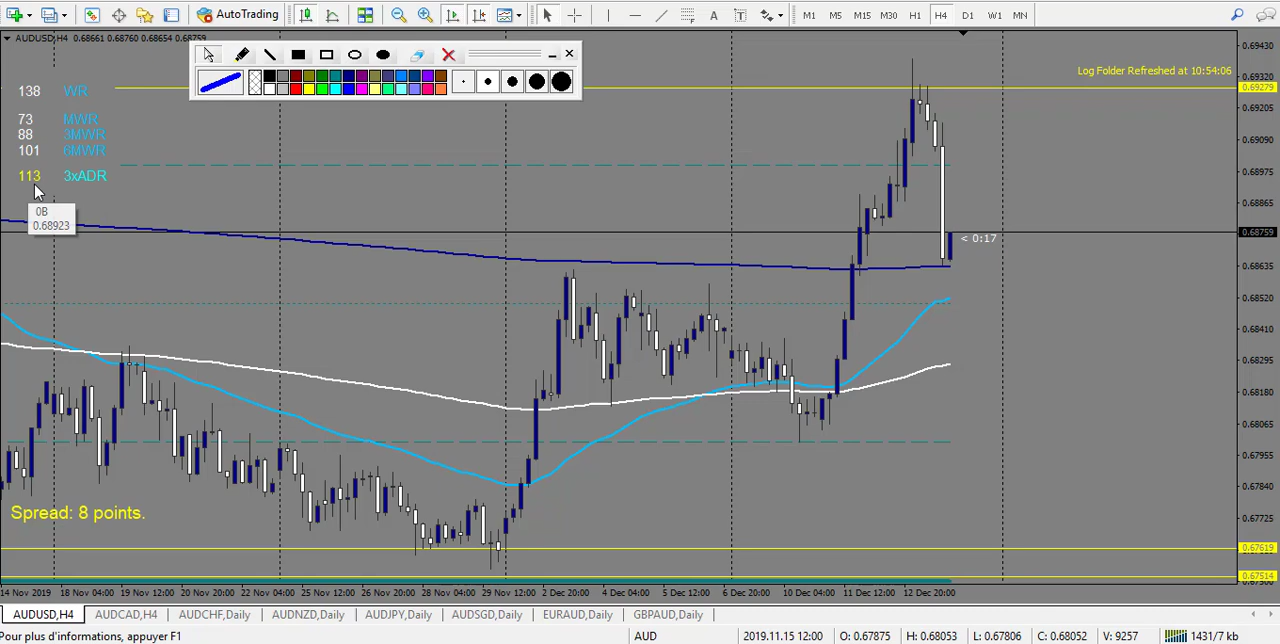 AutoTrading
A
T
M1 M5 M15 M30 H1 H4 D1 W1 MN
AUDUSD,H4 0.68661 0.68760 0.68654 0.68759
Log Folder Refreshed at 10:54:06
138 WR
73 MWR
88 3MWR
101 6MWR
113 3xADR
0B
0.68923
< 0:17
Spread: 8 points.
0.69430
0.69320
0.69279
0.69205
0.69090
0.68975
0.68865
0.68759
0.68635
0.68520
0.68410
0.68295
0.68180
0.68065
0.67955
0.67840
0.67725
0.67619
0.67514
14 Nov 2019 18 Nov 04:00 19 Nov 12:00 20 Nov 20:00 22 Nov 04:00 25 Nov 12:00 26 Nov 20:00 28 Nov 04:00 29 Nov 12:00 2 Dec 20:00 4 Dec 04:00 5 Dec 12:00 6 Dec 20:00 10 Dec 04:00 11 Dec 12:00 12 Dec 20:00
AUDUSD,H4 AUDCAD,H4 AUDCHF,Daily AUDNZD,Daily AUDJPY,Daily AUDSGD,Daily EURAUD,Daily GBPAUD,Daily
Pour plus d'informations, appuyer F1 AUD 2019.11.15 12:00 O: 0.67875 H: 0.68053 L: 0.67806 C: 0.68052 V: 9257 1431/7 kb